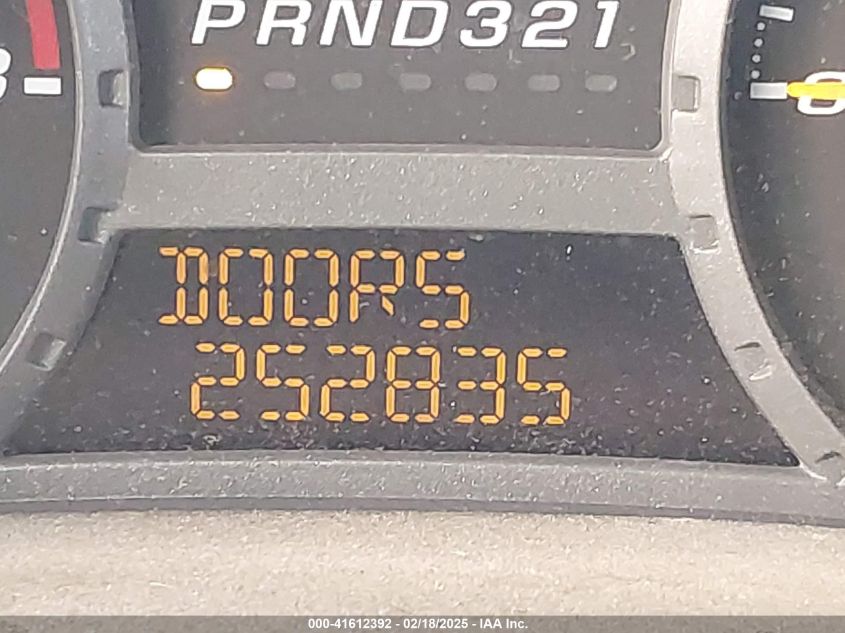 PRND321
DOORS
252835
000-41612392 - 02/18/2025 - IAA Inc.